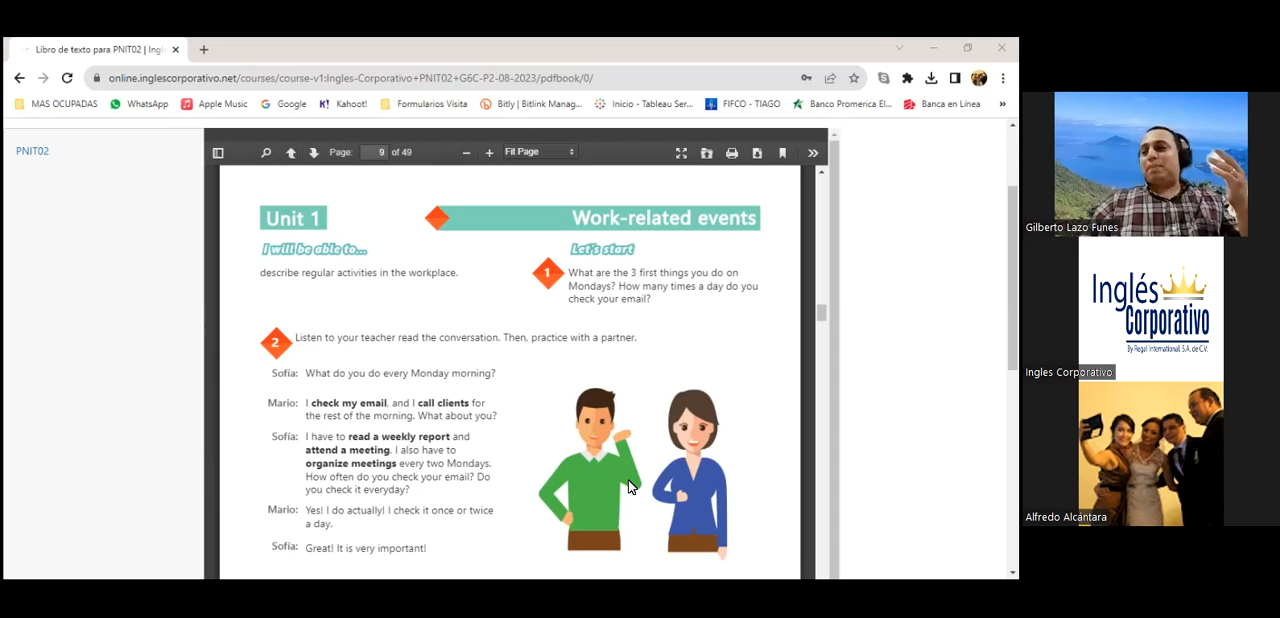 Libro de texto para PNIT02 | Ingl
online.inglescorporativo.net/courses/course-v1:Ingles-Corporativo+PNIT02+G6C-P2-08-2023/pdfbook/0/
MAS OCUPADAS WhatsApp Apple Music Google Kahoot! Formularios Visita Bitly | Bitlink Manag... Inicio - Tableau Ser... FIFCO – TIAGO Banco Promerica El... Banca en Línea
PNIT02
Page: 9 of 49 Fit Page
Unit 1
Work-related events
I will be able to...
Let's start
describe regular activities in the workplace.
1 What are the 3 first things you do on
Mondays? How many times a day do you
check your email?
2 Listen to your teacher read the conversation. Then, practice with a partner.
Sofía: What do you do every Monday morning?
Mario: I check my email, and I call clients for
the rest of the morning. What about you?
Sofía: I have to read a weekly report and
attend a meeting. I also have to
organize meetings every two Mondays.
How often do you check your email? Do
you check it everyday?
Mario: Yes! I do actually! I check it once or twice
a day.
Sofía: Great! It is very important!
Gilberto Lazo Funes
Inglés
Corporativo
By Regal International, S.A. de C.V.
Ingles Corporativo
Alfredo Alcántara